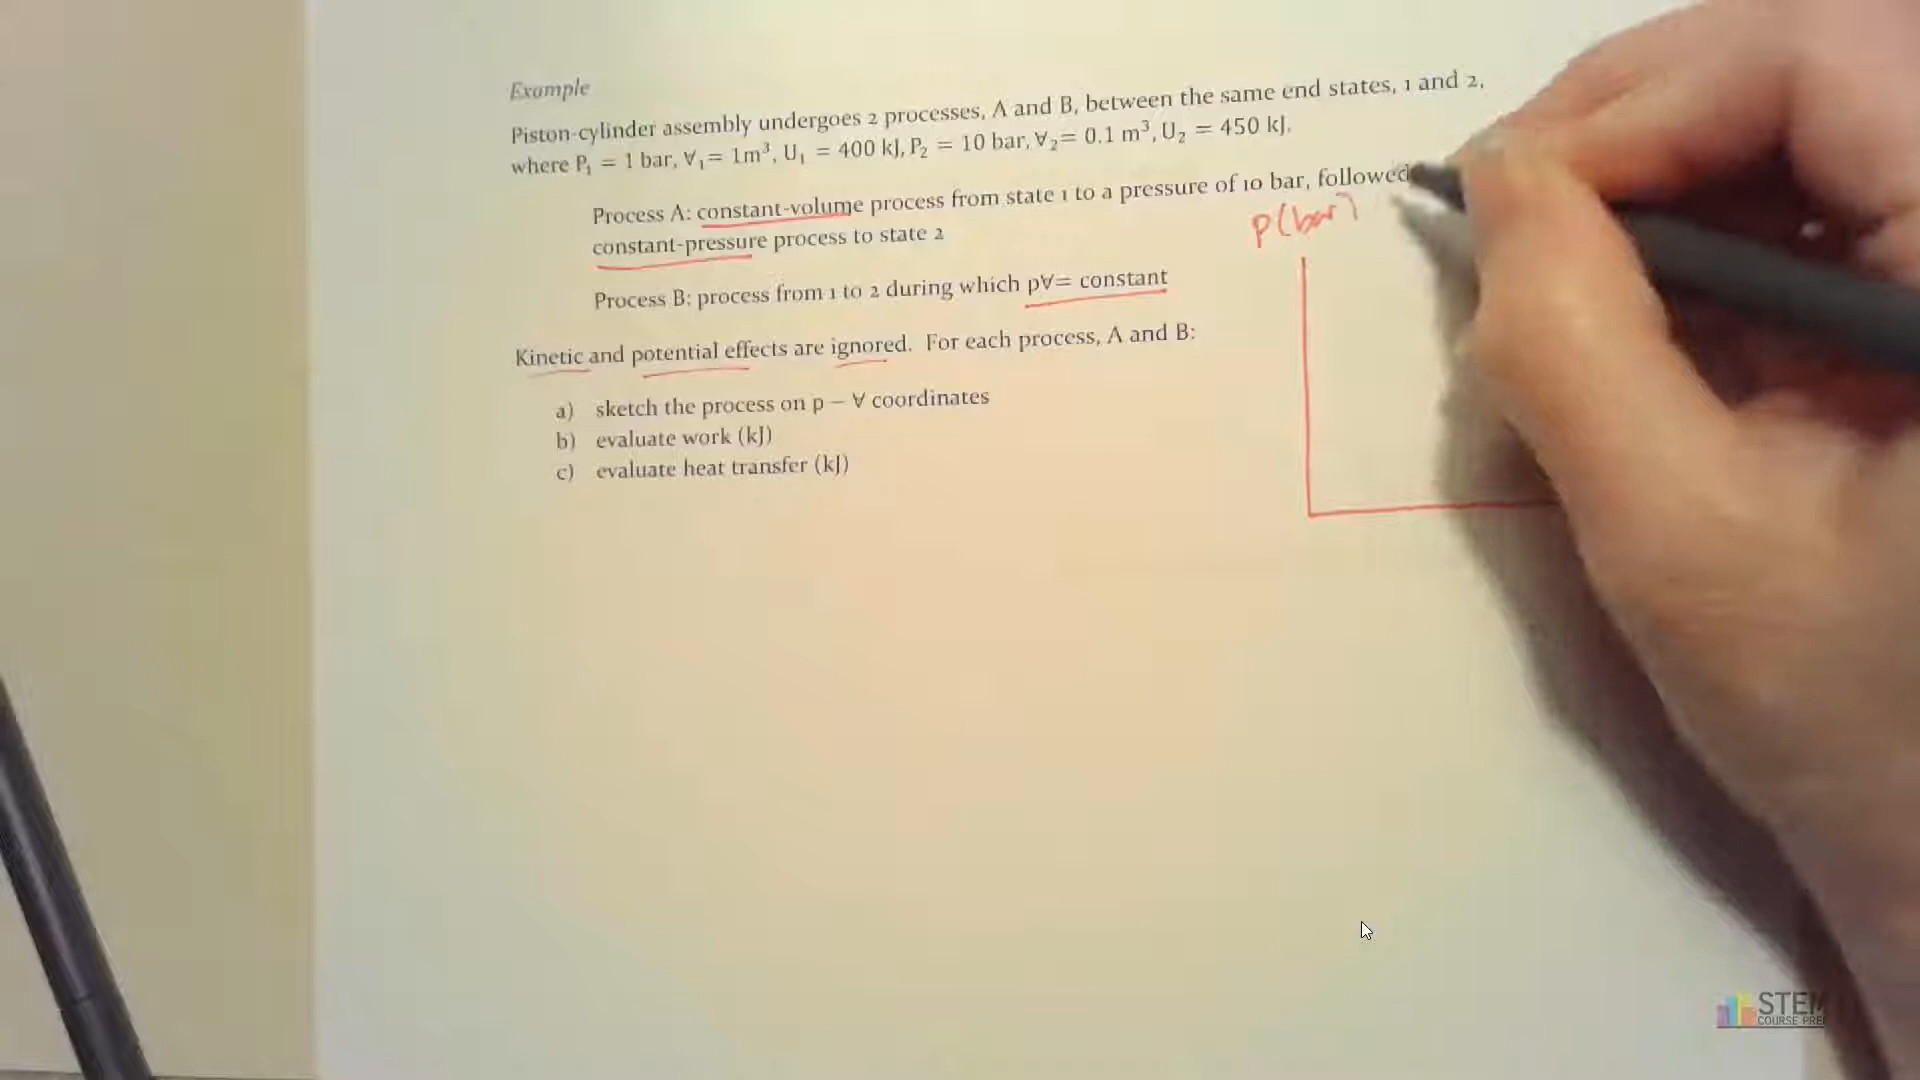 Example
Piston-cylinder assembly undergoes 2 processes, A and B, between the same end states, 1 and 2,
where P₁ = 1 bar, ∀₁= 1m³, U₁ = 400 kJ, P₂ = 10 bar, ∀₂= 0.1 m³, U₂ = 450 kJ.
Process A: constant-volume process from state 1 to a pressure of 10 bar, followed
constant-pressure process to state 2
P(bar)
Process B: process from 1 to 2 during which p∀= constant
Kinetic and potential effects are ignored. For each process, A and B:
a) sketch the process on p – ∀ coordinates
b) evaluate work (kJ)
c) evaluate heat transfer (kJ)
STEM
COURSE PREP